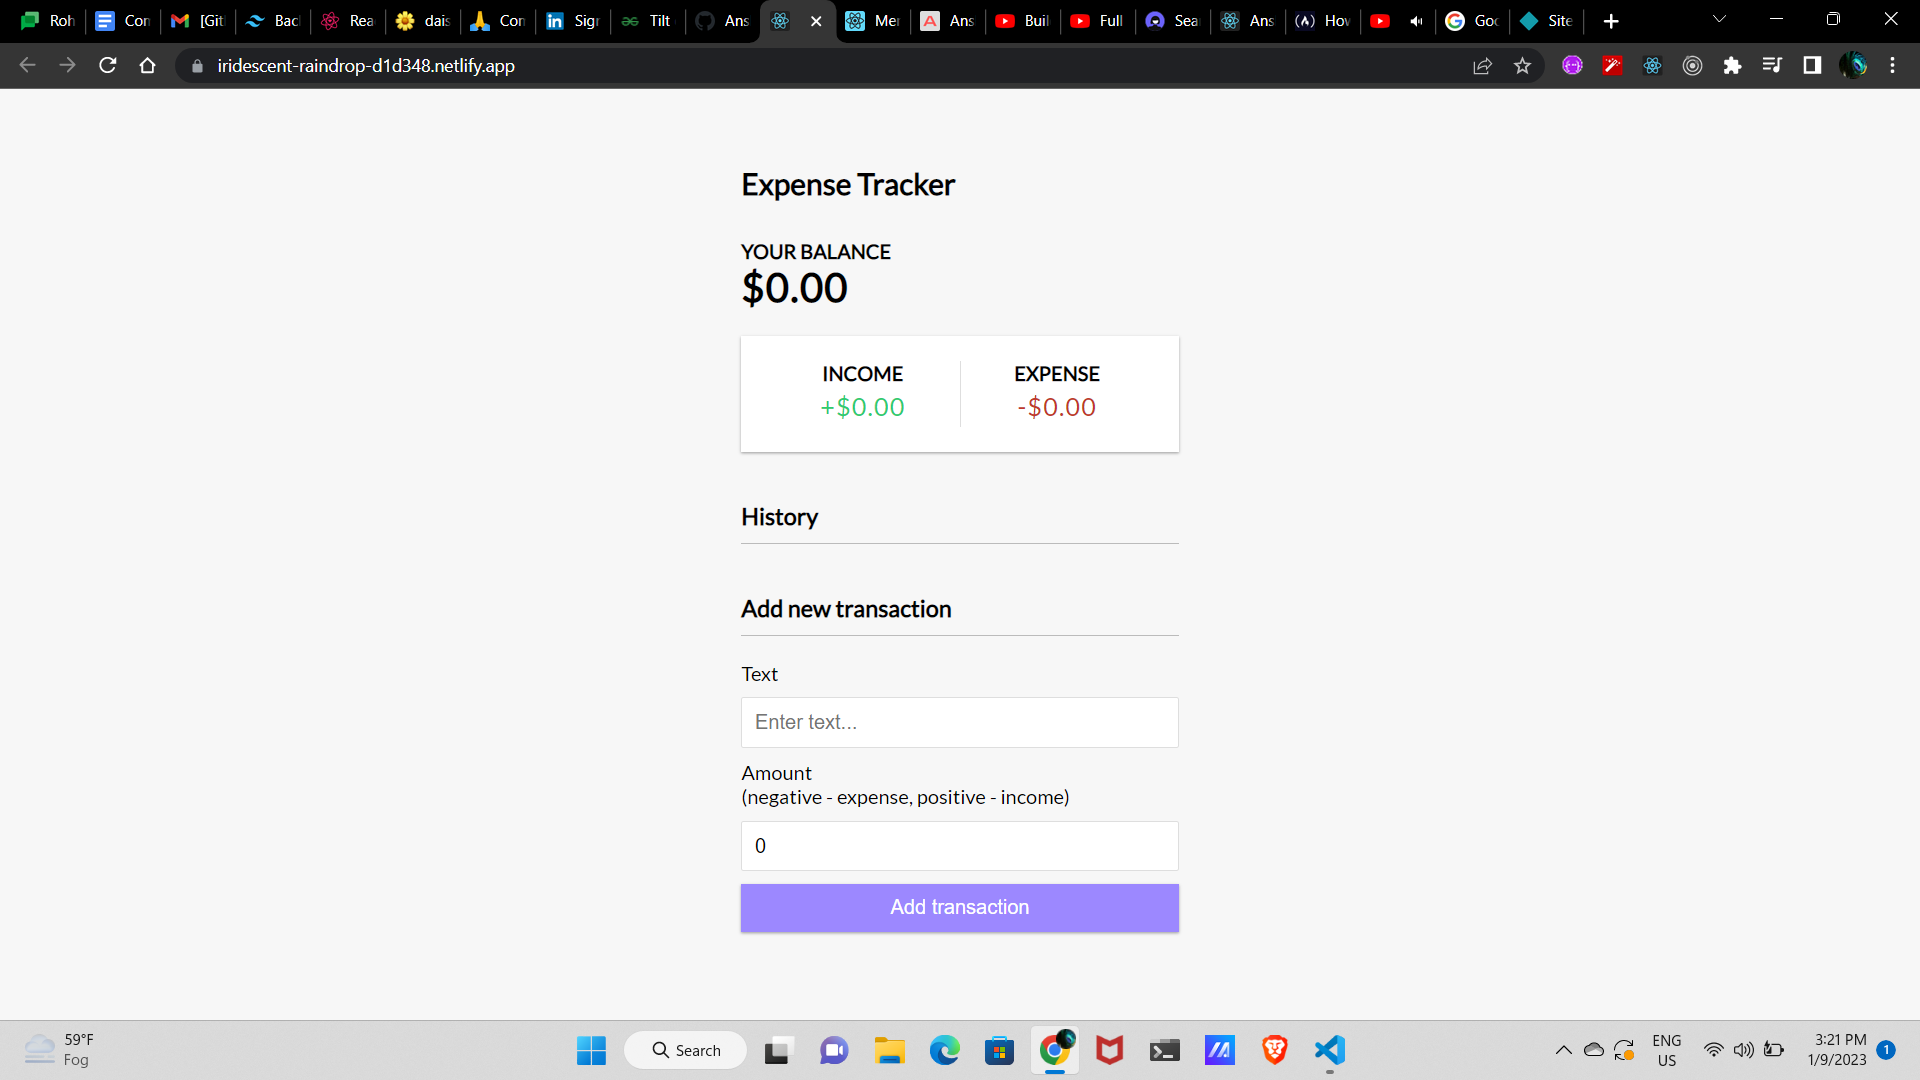 Roh
Con
[Git
Bac
Rea
dais
Con
Sign
Tilt
Ans
Mer
Ans
Buil
Full
Sea
Ans
How
Goo
Site
iridescent-raindrop-d1d348.netlify.app
Expense Tracker
YOUR BALANCE
$0.00
INCOME
EXPENSE
+$0.00
-$0.00
History
Add new transaction
Text
Enter text...
Amount
(negative - expense, positive - income)
0
Add transaction
59°F
Fog
Search
ENG
US
3:21 PM
1/9/2023
1